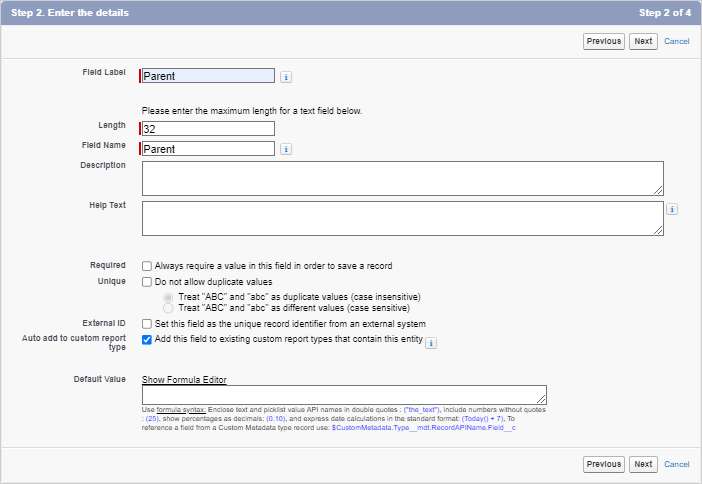 Step 2. Enter the details
Step 2 of 4
Previous Next Cancel
Field Label Parent i
Please enter the maximum length for a text field below.
Length 32
Field Name Parent i
Description
Help Text i
Required Always require a value in this field in order to save a record
Unique Do not allow duplicate values
Treat "ABC" and "abc" as duplicate values (case insensitive)
Treat "ABC" and "abc" as different values (case sensitive)
External ID Set this field as the unique record identifier from an external system
Auto add to custom report
type
Add this field to existing custom report types that contain this entity i
Default Value Show Formula Editor
Use formula syntax: Enclose text and picklist value API names in double quotes : ("the_text"), include numbers without quotes
: (25), show percentages as decimals: (0.10), and express date calculations in the standard format: (Today() + 7), To
reference a field from a Custom Metadata type record use: $CustomMetadata.Type__mdt.RecordAPIName.Field__c
Previous Next Cancel